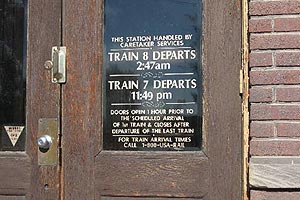 THIS STATION HANDLED BY
CARETAKER SERVICES
TRAIN 8 DEPARTS
2:47am
TRAIN 7 DEPARTS
11:49 pm
DOORS OPEN 1 HOUR PRIOR TO
THE SCHEDULED ARRIVAL
OF 1st TRAIN & CLOSES AFTER
DEPARTURE OF THE LAST TRAIN
FOR TRAIN ARRIVAL TIMES
CALL 1-800-USA-RAIL